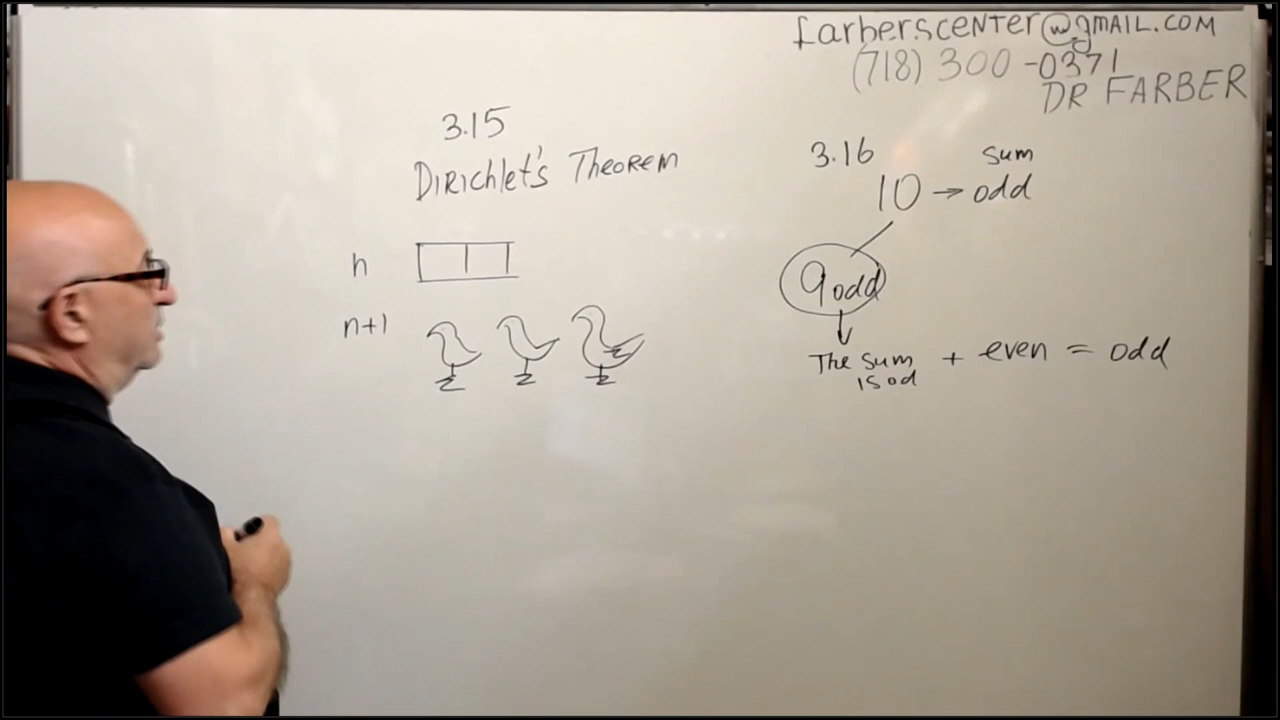 farberscenter@gmail.com
(718) 300-0371
DR FARBER
3.15
Dirichlet's Theorem
n
n+1
3.16
sum
10 → odd
9 odd
The sum + even = odd
is od